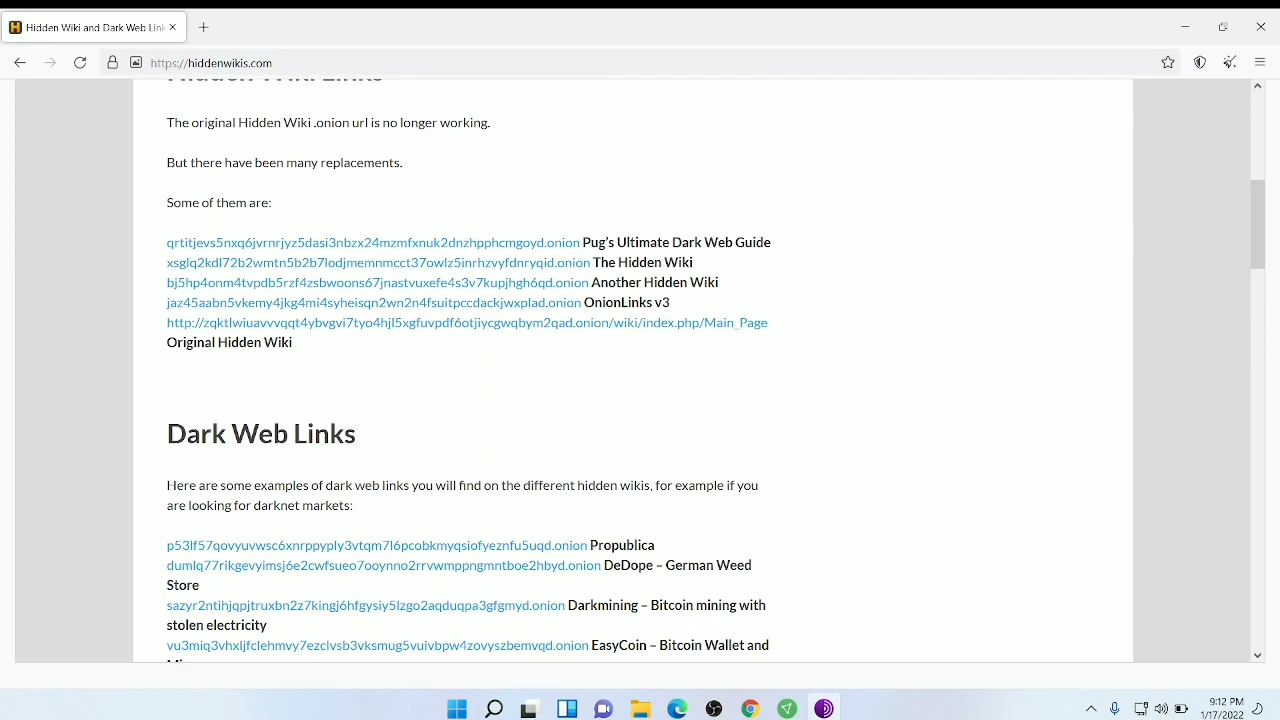 Hidden Wiki and Dark Web Link
https://hiddenwikis.com
Hidden Wiki Links
The original Hidden Wiki .onion url is no longer working.
But there have been many replacements.
Some of them are:
qrtitjevs5nxq6jvrnrjyz5dasi3nbzx24mzmfxnuk2dnzhpphcmgoyd.onion Pug’s Ultimate Dark Web Guide
xsglq2kdl72b2wmtn5b2b7lodjmemnmcct37owlz5inrhzvyfdnryqid.onion The Hidden Wiki
bj5hp4onm4tvpdb5rzf4zsbwoons67jnastvuxefe4s3v7kupjhgh6qd.onion Another Hidden Wiki
jaz45aabn5vkemy4jkg4mi4syheisqn2wn2n4fsuitpccdackjwxplad.onion OnionLinks v3
http://zqktlwiuavvvqqt4ybvgvi7tyo4hjl5xgfuvpdf6otjiycgwqbym2qad.onion/wiki/index.php/Main_Page
Original Hidden Wiki
Dark Web Links
Here are some examples of dark web links you will find on the different hidden wikis, for example if you
are looking for darknet markets:
p53lf57qovyuvwsc6xnrppyply3vtqm7l6pcobkmyqsiofyeznfu5uqd.onion Propublica
dumlq77rikgevyimsj6e2cwfsueo7ooynno2rrvwmppngmntboe2hbyd.onion DeDope – German Weed
Store
sazyr2ntihjqpjtruxbn2z7kingj6hfgysiy5lzgo2aqduqpa3gfgmyd.onion Darkmining – Bitcoin mining with
stolen electricity
vu3miq3vhxljfclehmvy7ezclvsb3vksmug5vuivbpw4zovyszbemvqd.onion EasyCoin – Bitcoin Wallet and
9:12 PM
1/17/2022